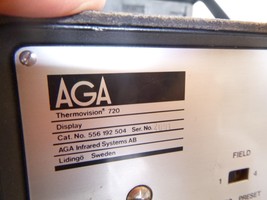 AGA
Thermovision® 720
Display
Cat. No. 556 192 504 Ser. No.
AGA Infrared Systems AB
Lidingö Sweden
FIELD
1 4
PRESET